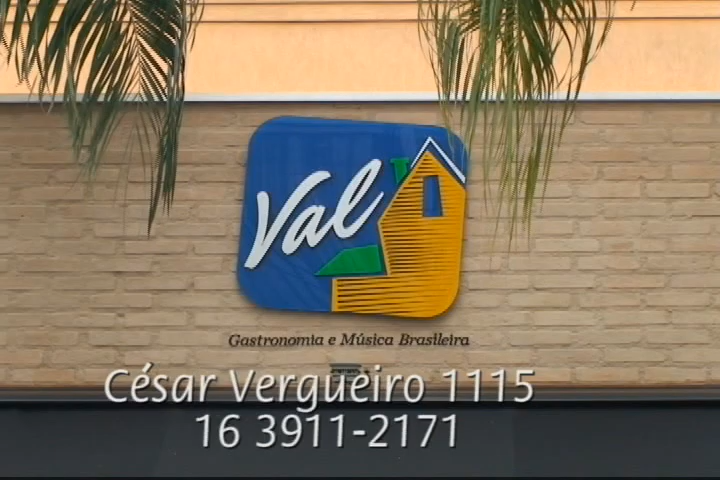 Val
Gastronomia e Música Brasileira
César Vergueiro 1115
16 3911-2171